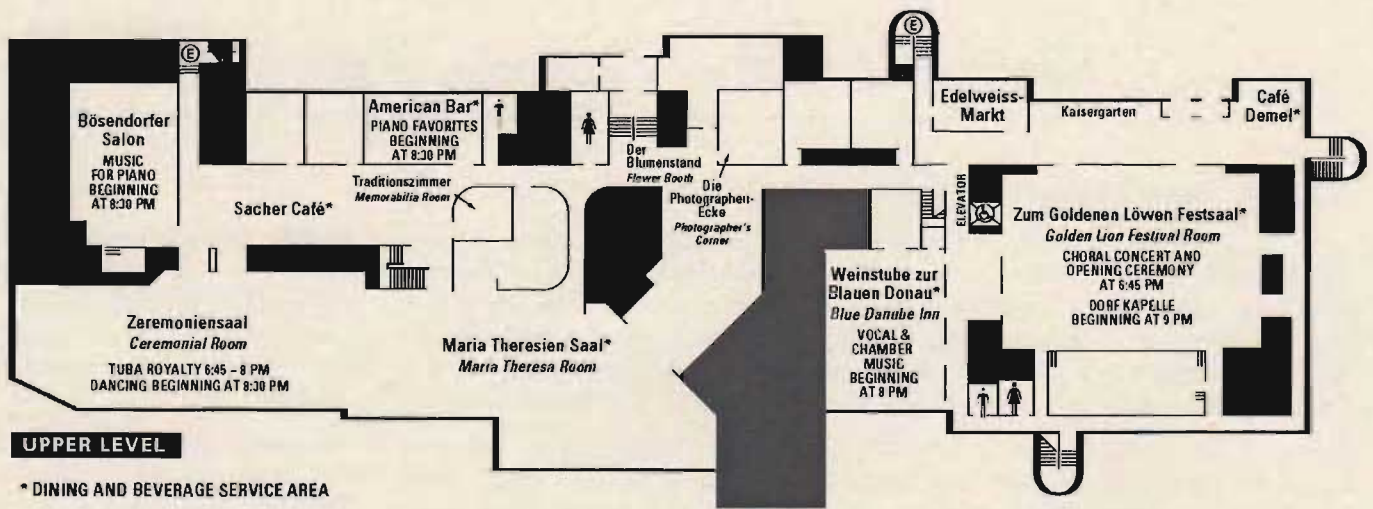 E
E
Bösendorfer
Salon
MUSIC
FOR PIANO
BEGINNING
AT 8:30 PM
American Bar*
PIANO FAVORITES
BEGINNING
AT 8:30 PM
Sacher Café*
Traditionszimmer
Memorabilia Room
Der
Blumenstand
Flower Booth
Die
Photographen-
Ecke
Photographer's
Corner
Edelweiss-
Markt
Kaisergarten
Café
Demel*
ELEVATOR
Zum Goldenen Löwen Festsaal*
Golden Lion Festival Room
CHORAL CONCERT AND
OPENING CEREMONY
AT 6:45 PM
DORF KAPELLE
BEGINNING AT 9 PM
Weinstube zur
Blauen Donau*
Blue Danube Inn
VOCAL &
CHAMBER
MUSIC
BEGINNING
AT 8 PM
Zeremoniensaal
Ceremonial Room
TUBA ROYALTY 6:45 – 8 PM
DANCING BEGINNING AT 8:30 PM
Maria Theresien Saal*
Maria Theresa Room
UPPER LEVEL
* DINING AND BEVERAGE SERVICE AREA